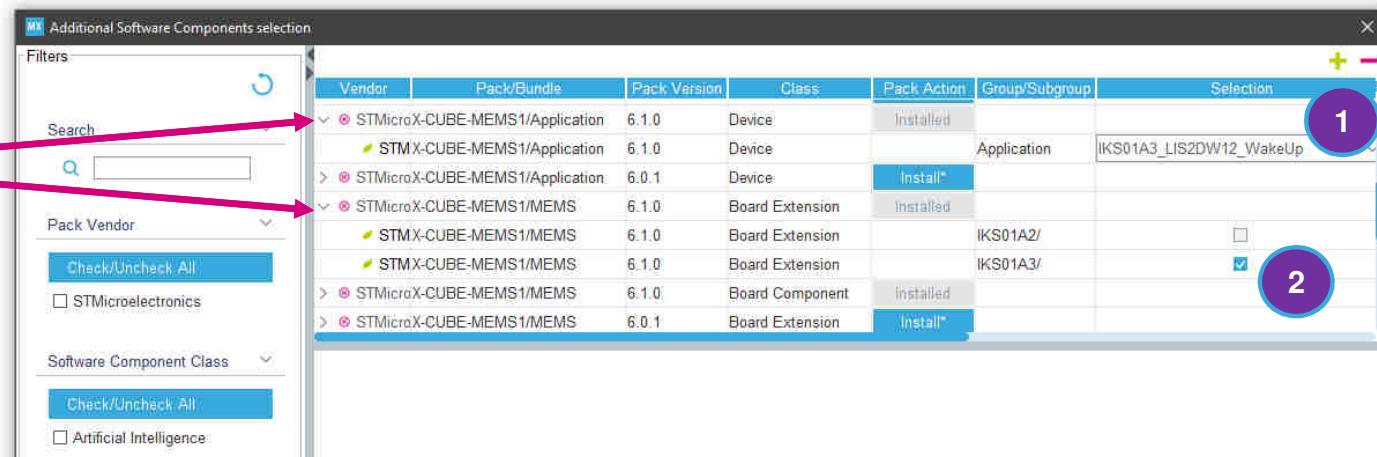 MX Additional Software Components selection
Filters
Search
Pack Vendor
Check/Uncheck All
STMicroelectronics
Software Component Class
Check/Uncheck All
Artificial Intelligence
Vendor Pack/Bundle Pack Version Class Pack Action Group/Subgroup Selection
STMicro X-CUBE-MEMS1/Application 6.1.0 Device Installed
STM X-CUBE-MEMS1/Application 6.1.0 Device Application IKS01A3_LIS2DW12_WakeUp
STMicro X-CUBE-MEMS1/Application 6.0.1 Device Install*
STMicro X-CUBE-MEMS1/MEMS 6.1.0 Board Extension Installed
STM X-CUBE-MEMS1/MEMS 6.1.0 Board Extension IKS01A2/
STM X-CUBE-MEMS1/MEMS 6.1.0 Board Extension IKS01A3/
STMicro X-CUBE-MEMS1/MEMS 6.1.0 Board Component Installed
STMicro X-CUBE-MEMS1/MEMS 6.0.1 Board Extension Install*
1
2